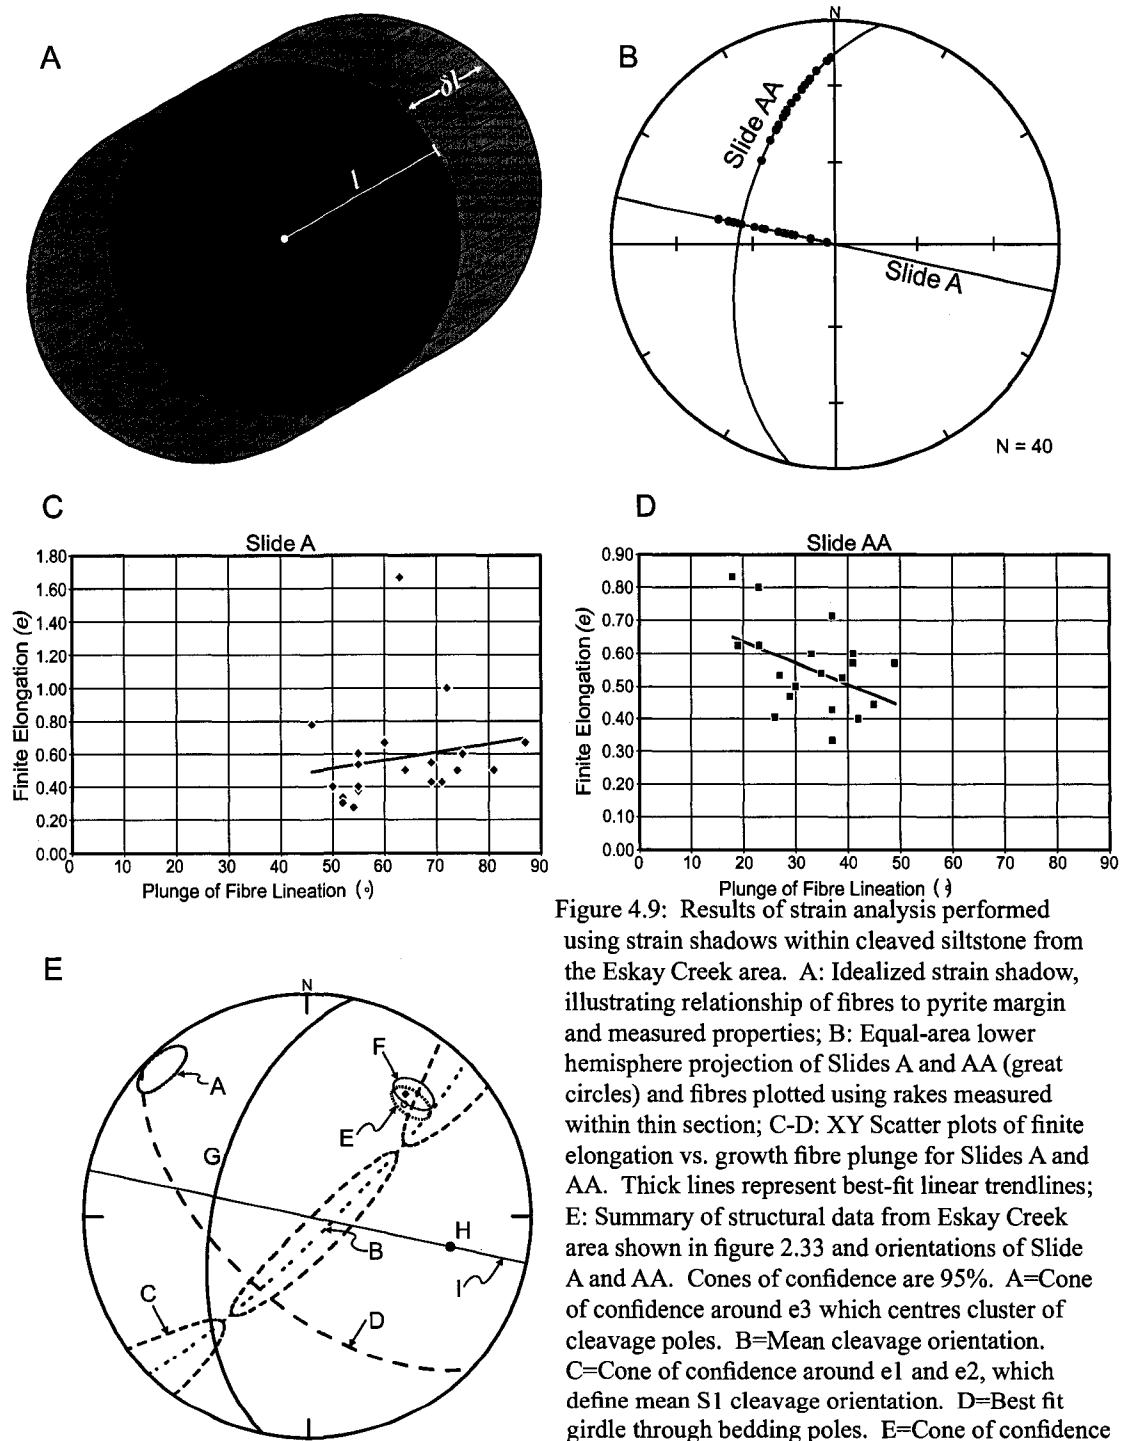 A
δl
l
B
N
Slide AA
Slide A
N = 40
C
Slide A
Finite Elongation (e)
1.80
1.60
1.40
1.20
1.00
0.80
0.60
0.40
0.20
0.00
0 10 20 30 40 50 60 70 80 90
Plunge of Fibre Lineation (°)
D
Slide AA
Finite Elongation (e)
0.90
0.80
0.70
0.60
0.50
0.40
0.30
0.20
0.10
0.00
0 20 30 40 50 60 70 80 90
Plunge of Fibre Lineation (°)
E
N
A
F
E
G
B
H
I
C
D
Figure 4.9: Results of strain analysis performed
using strain shadows within cleaved siltstone from
the Eskay Creek area. A: Idealized strain shadow,
illustrating relationship of fibres to pyrite margin
and measured properties; B: Equal-area lower
hemisphere projection of Slides A and AA (great
circles) and fibres plotted using rakes measured
within thin section; C-D: XY Scatter plots of finite
elongation vs. growth fibre plunge for Slides A and
AA. Thick lines represent best-fit linear trendlines;
E: Summary of structural data from Eskay Creek
area shown in figure 2.33 and orientations of Slide
A and AA. Cones of confidence are 95%. A=Cone
of confidence around e3 which centres cluster of
cleavage poles. B=Mean cleavage orientation.
C=Cone of confidence around e1 and e2, which
define mean S1 cleavage orientation. D=Best fit
girdle through bedding poles. E=Cone of confidence